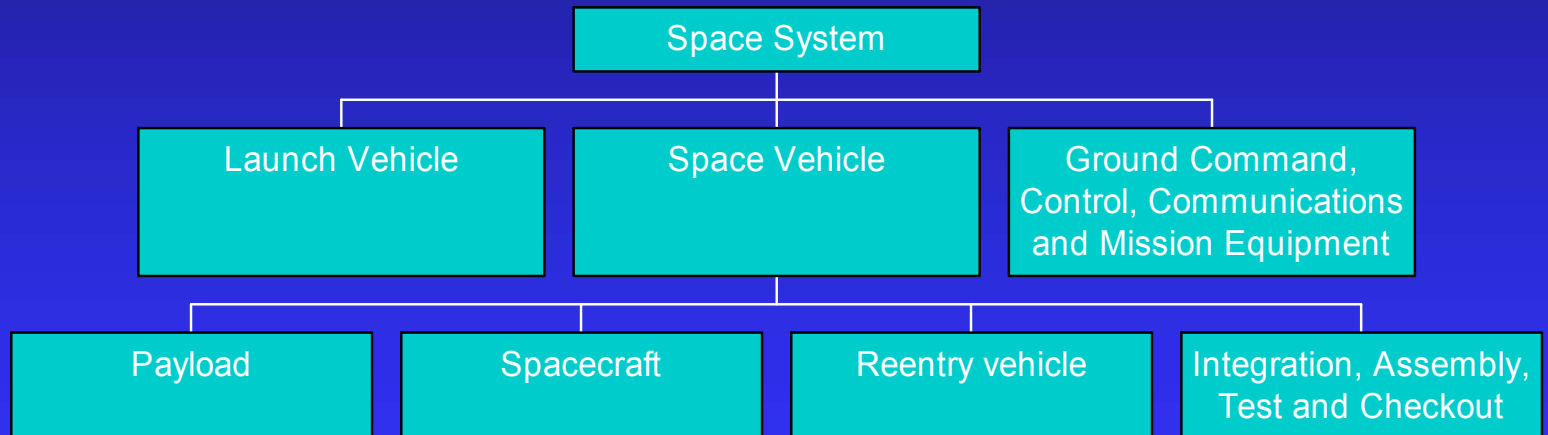 Space System
Launch Vehicle
Space Vehicle
Ground Command,
Control, Communications
and Mission Equipment
Payload
Spacecraft
Reentry vehicle
Integration, Assembly,
Test and Checkout